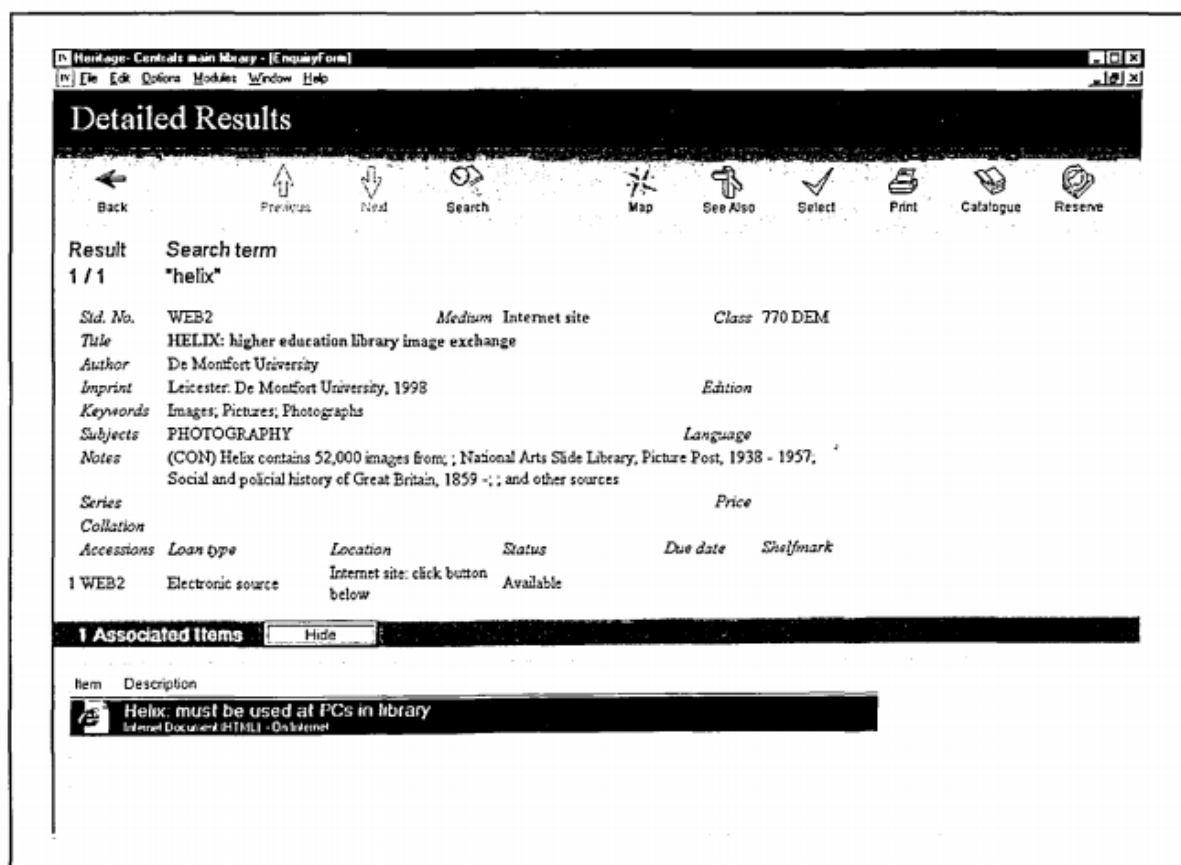 Heritage- Centrals main library - [EnquiryForm]
File Edit Options Modules Window Help
Detailed Results
Back Previous Next Search Map See Also Select Print Catalogue Reserve
Result Search term
1 / 1 "helix"
Std. No. WEB2 Medium Internet site Class 770 DEM
Title HELIX: higher education library image exchange
Author De Montfort University
Imprint Leicester: De Montfort University, 1998 Edition
Keywords Images; Pictures; Photographs
Subjects PHOTOGRAPHY Language
Notes (CON) Helix contains 52,000 images from; ; National Arts Slide Library, Picture Post, 1938 - 1957;
Social and policial history of Great Britain, 1859 -; ; and other sources
Series Price
Collation
Accessions Loan type Location Status Due date Shelfmark
1 WEB2 Electronic source Internet site: click button below Available
1 Associated Items Hide
Item Description
Helix: must be used at PCs in library
Internet Document (HTML) - On Internet